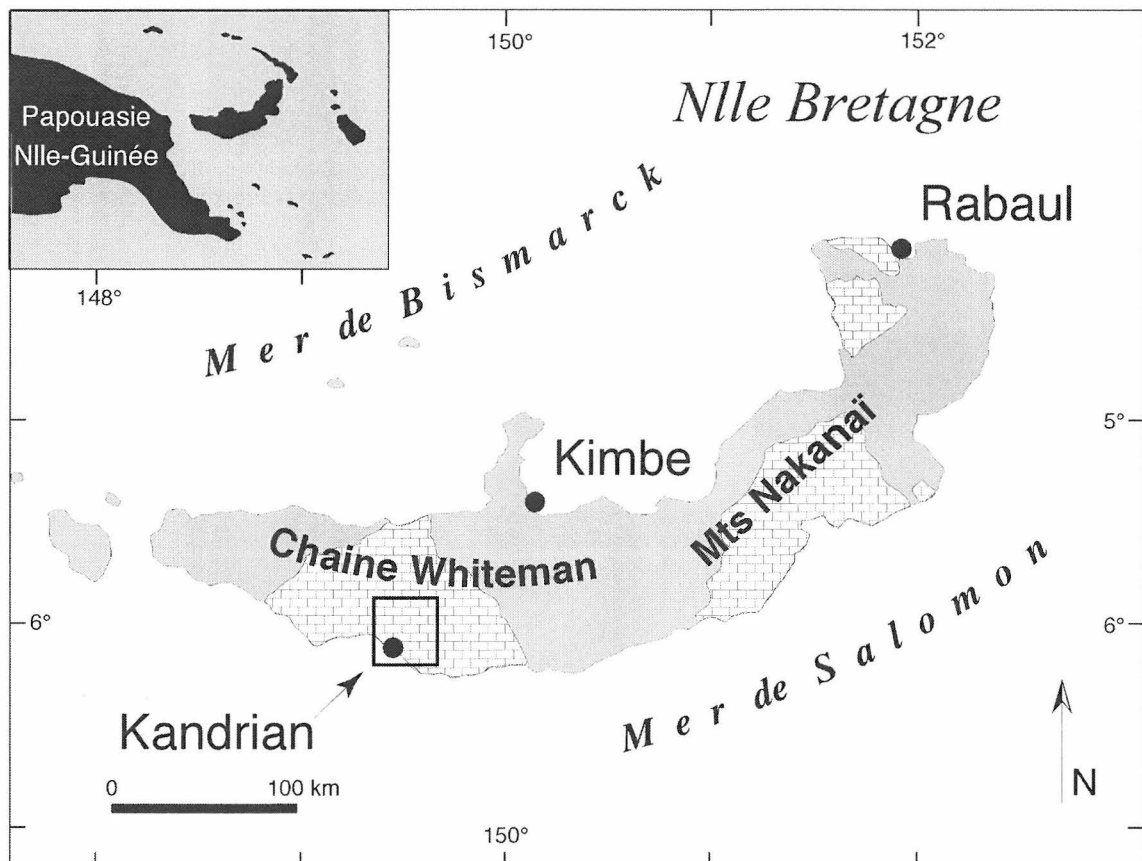 150°
152°
Papouasie
Nlle-Guinée
Nlle Bretagne
Rabaul
148°
Mer de Bismarck
5°
Kimbe
Mts Nakanaï
Chaine Whiteman
6°
6°
Mer de Salomon
Kandrian
0
100 km
N
150°